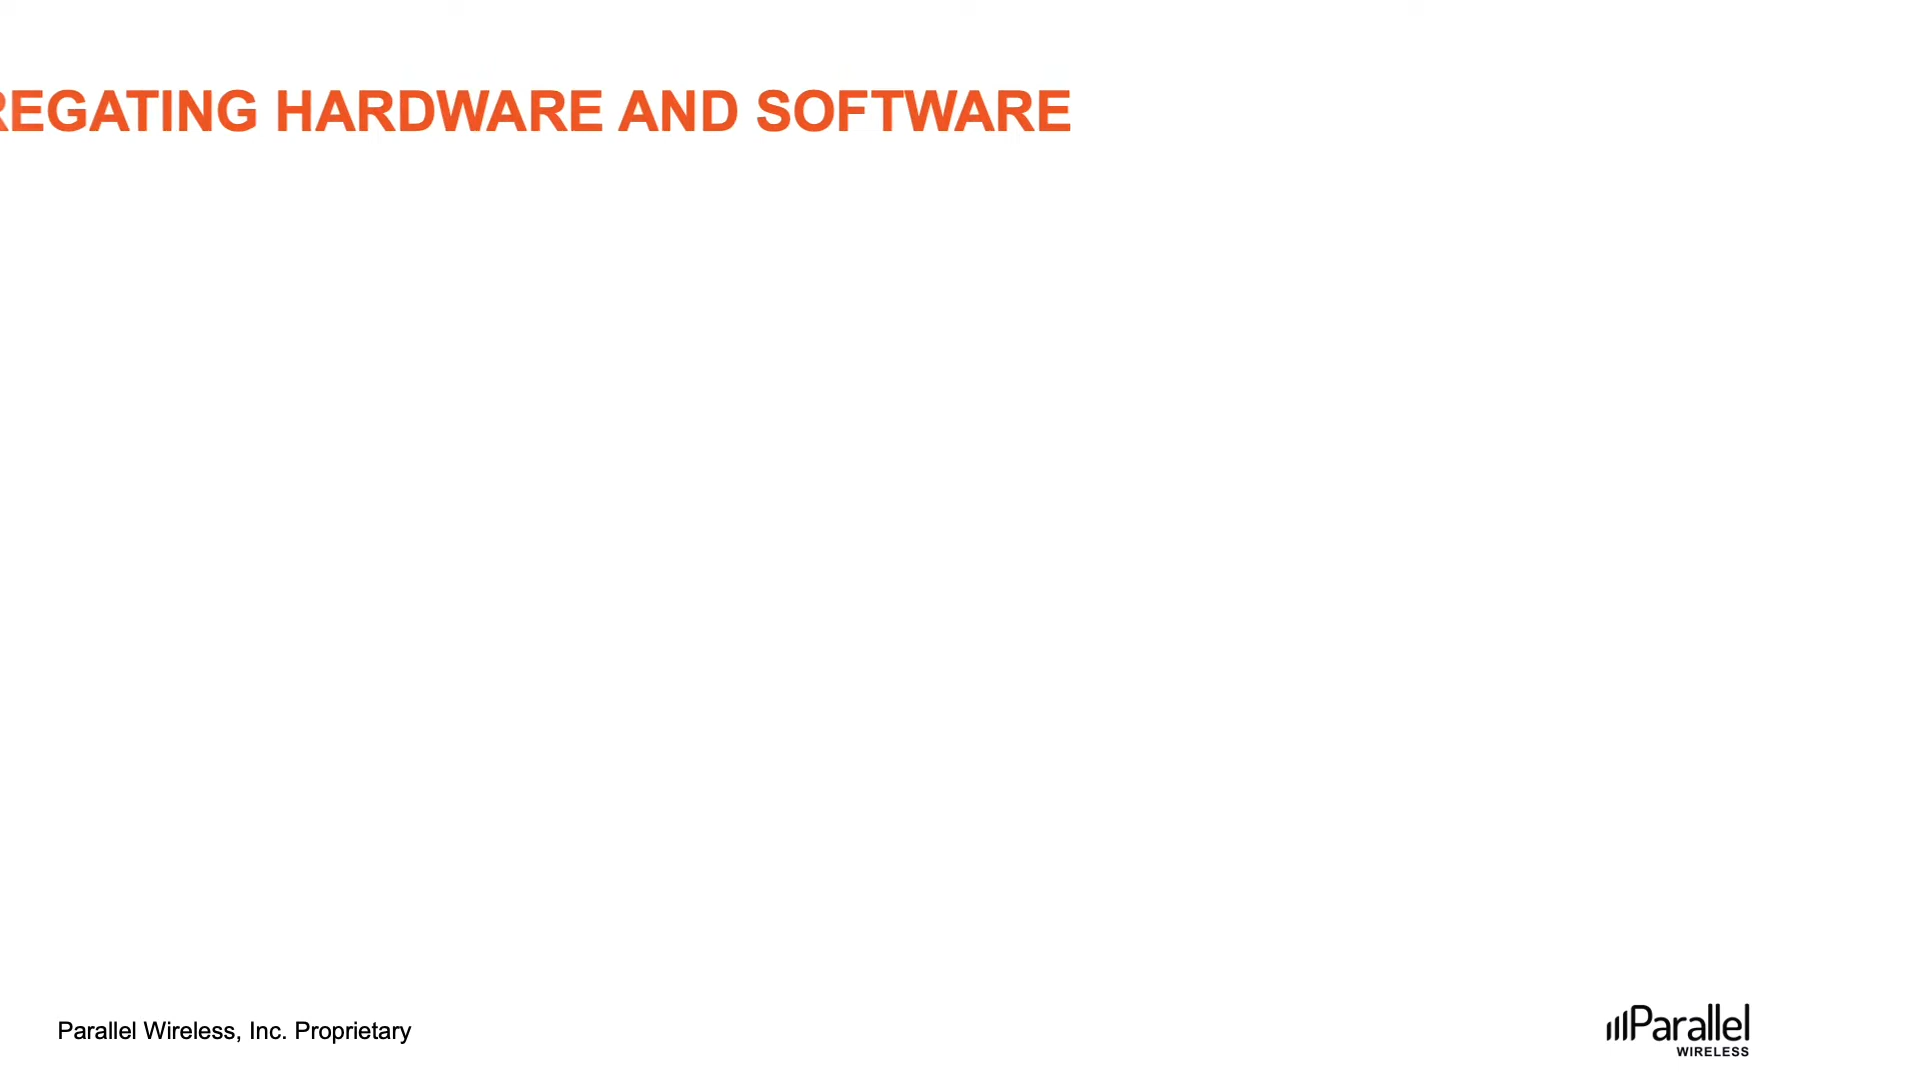 REGATING HARDWARE AND SOFTWARE
Parallel Wireless, Inc. Proprietary
Parallel
WIRELESS